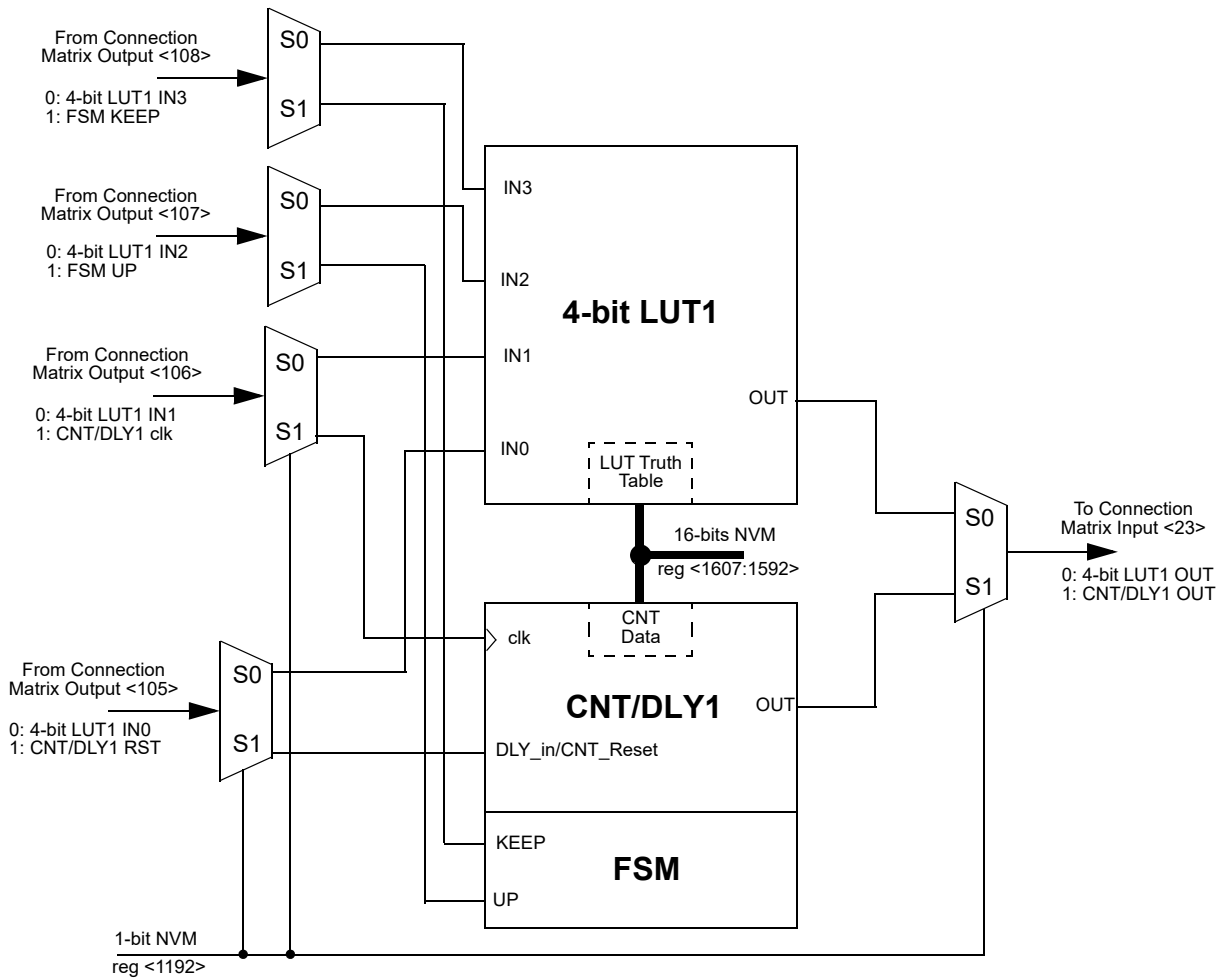 From Connection
Matrix Output <108>
0: 4-bit LUT1 IN3
1: FSM KEEP
S0
S1
From Connection
Matrix Output <107>
0: 4-bit LUT1 IN2
1: FSM UP
S0
S1
From Connection
Matrix Output <106>
0: 4-bit LUT1 IN1
1: CNT/DLY1 clk
S0
S1
IN3
IN2
IN1
IN0
4-bit LUT1
OUT
LUT Truth
Table
16-bits NVM
reg <1607:1592>
S0
S1
To Connection
Matrix Input <23>
0: 4-bit LUT1 OUT
1: CNT/DLY1 OUT
From Connection
Matrix Output <105>
0: 4-bit LUT1 IN0
1: CNT/DLY1 RST
S0
S1
clk
CNT
Data
CNT/DLY1
OUT
DLY_in/CNT_Reset
KEEP
FSM
UP
1-bit NVM
reg <1192>